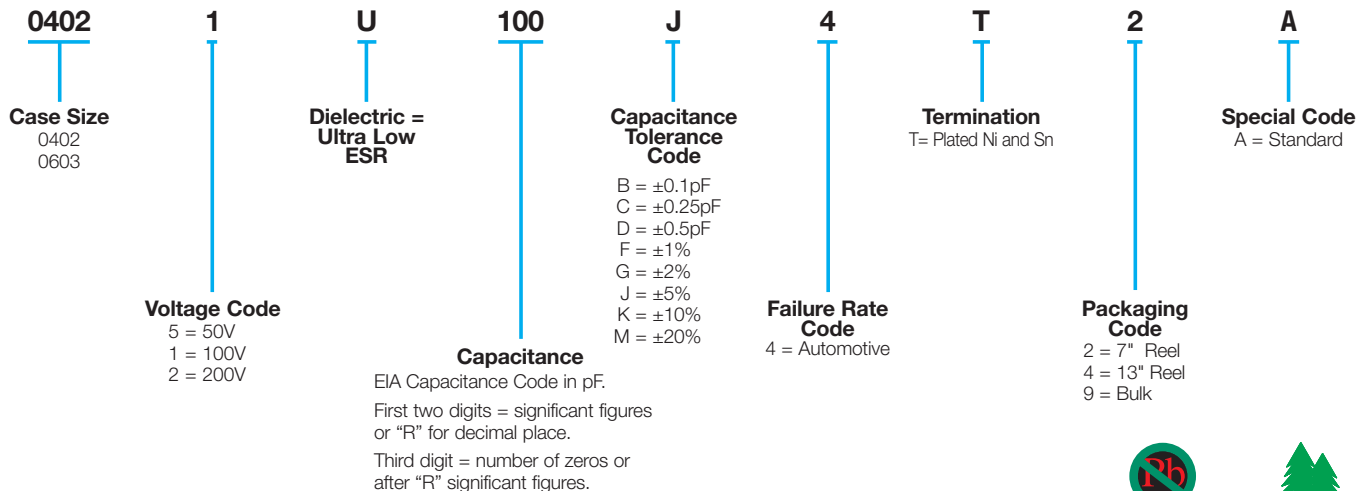 0402 1 U 100 J 4 T 2 A
Case Size
0402
0603
Dielectric =
Ultra Low
ESR
Capacitance
Tolerance
Code
B = ±0.1pF
C = ±0.25pF
D = ±0.5pF
F = ±1%
G = ±2%
J = ±5%
K = ±10%
M = ±20%
Termination
T= Plated Ni and Sn
Special Code
A = Standard
Voltage Code
5 = 50V
1 = 100V
2 = 200V
Capacitance
EIA Capacitance Code in pF.
First two digits = significant figures
or “R” for decimal place.
Third digit = number of zeros or
after “R” significant figures.
Failure Rate
Code
4 = Automotive
Packaging
Code
2 = 7" Reel
4 = 13" Reel
9 = Bulk
Pb